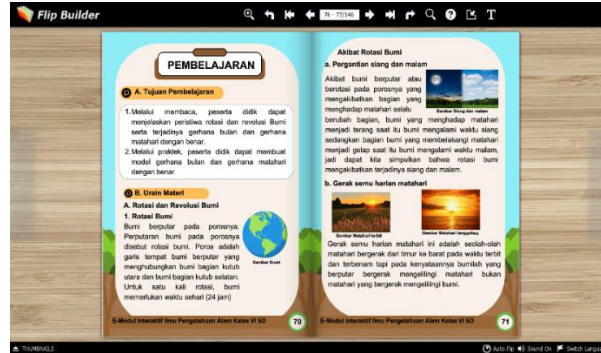 Flip Builder
76 - 77/146
PEMBELAJARAN
A. Tujuan Pembelajaran
1. Melalui membaca, peserta didik dapat
menjelaskan peristiwa rotasi dan revolusi Bumi
serta terjadinya gerhana bulan dan gerhana
matahari dengan benar.
2. Melalui praktek, peserta didik dapat membuat
model gerhana bulan dan gerhana matahari
dengan benar
B. Urain Materi
A. Rotasi dan Revolusi Bumi
1. Rotasi Bumi
Bumi berputar pada porosnya.
Perputaran bumi pada porosnya
disebut rotasi bumi. Poros adalah
garis tempat bumi berputar yang
menghubungkan bumi bagian kutub
utara dan bumi bagian kutub selatan.
Untuk satu kali rotasi, bumi
memerlukan waktu sehari (24 jam)
Gambar Bumi
E-Modul Interaktif Ilmu Pengetahuan Alam Kelas VI SD
70
Akibat Rotasi Bumi
a. Pergantian siang dan malam
Akibat bumi berputar atau
berotasi pada porosnya yang
mengakibatkan bagian yang
menghadap matahari selalu
Gambar Siang dan malam
berubah bagian, bumi yang menghadap matahari
menjadi terang saat itu bumi mengalami waktu siang
sedangkan bagian bumi yang membelakangi matahari
menjadi gelap saat itu bumi mengalami waktu malam,
jadi dapat kita simpulkan bahwa rotasi bumi
mengakibatkan terjadinya siang dan malam.
b. Gerak semu harian matahari
Gambar Matahari terbit
Gambar Matahari tenggelam
Gerak semu harian matahari ini adalah seolah-olah
matahari bergerak dari timur ke barat pada waktu terbit
dan terbenam tapi pada kenyataannya bumilah yang
berputar bergerak mengelilingi matahari bukan
matahari yang bergerak mengelilingi bumi.
E-Modul Interaktif Ilmu Pengetahuan Alam Kelas VI SD
71
THUMBNAILS
Auto Flip
Sound On
Switch Langua